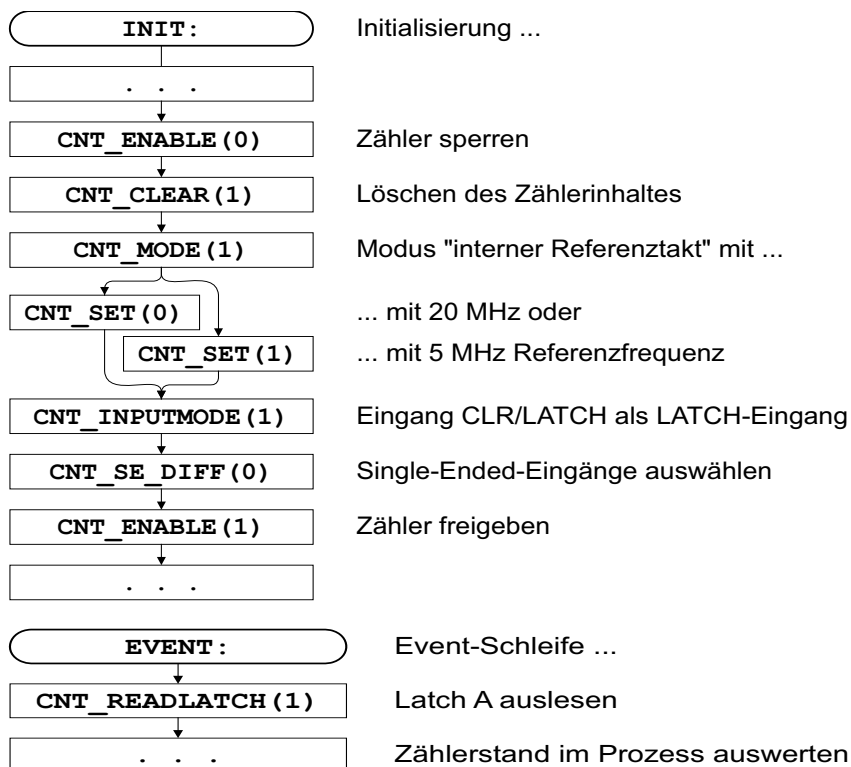 INIT: Initialisierung ...
. . .
CNT_ENABLE(0) Zähler sperren
CNT_CLEAR(1) Löschen des Zählerinhaltes
CNT_MODE(1) Modus "interner Referenztakt" mit ...
CNT_SET(0) ... mit 20 MHz oder
CNT_SET(1) ... mit 5 MHz Referenzfrequenz
CNT_INPUTMODE(1) Eingang CLR/LATCH als LATCH-Eingang
CNT_SE_DIFF(0) Single-Ended-Eingänge auswählen
CNT_ENABLE(1) Zähler freigeben
. . .
EVENT: Event-Schleife ...
CNT_READLATCH(1) Latch A auslesen
. . . Zählerstand im Prozess auswerten